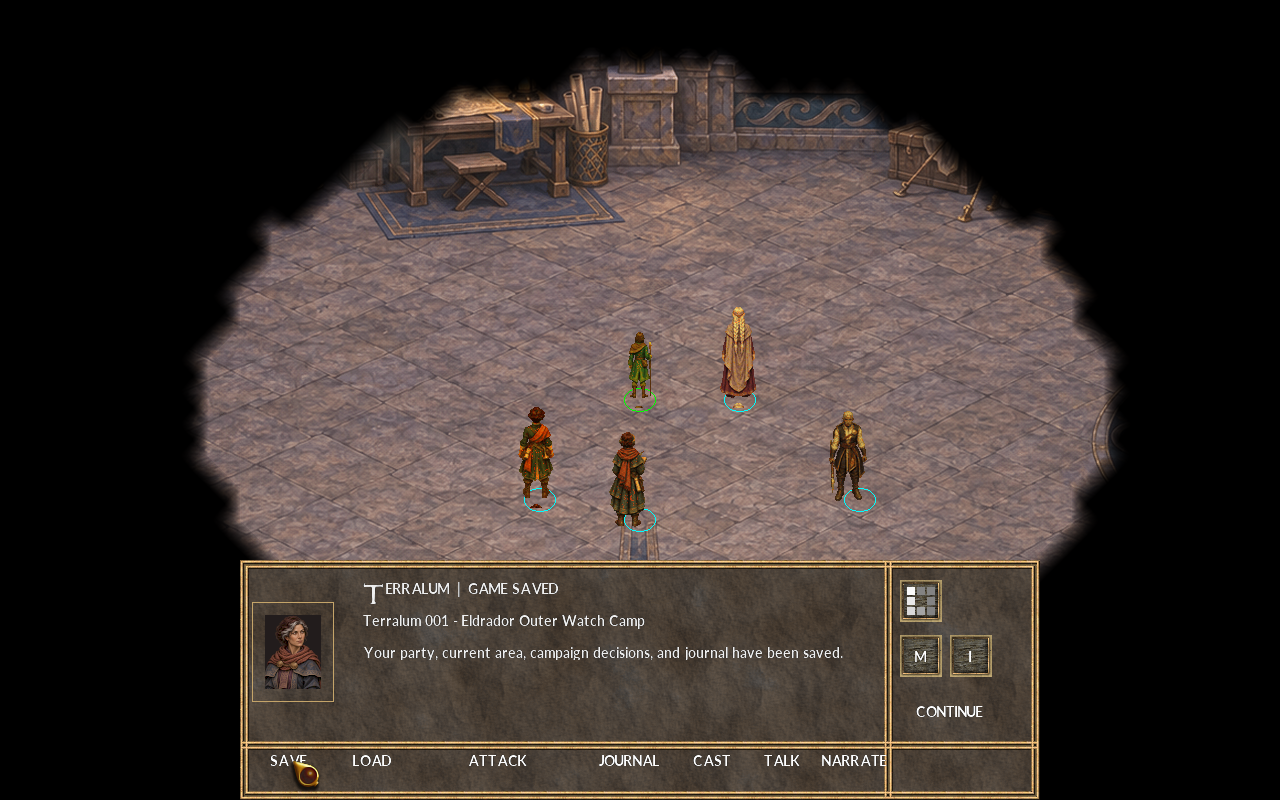 TERRALUM | GAME SAVED
Terralum 001 - Eldrador Outer Watch Camp
Your party, current area, campaign decisions, and journal have been saved.
M I
CONTINUE
SAVE LOAD ATTACK JOURNAL CAST TALK NARRATE